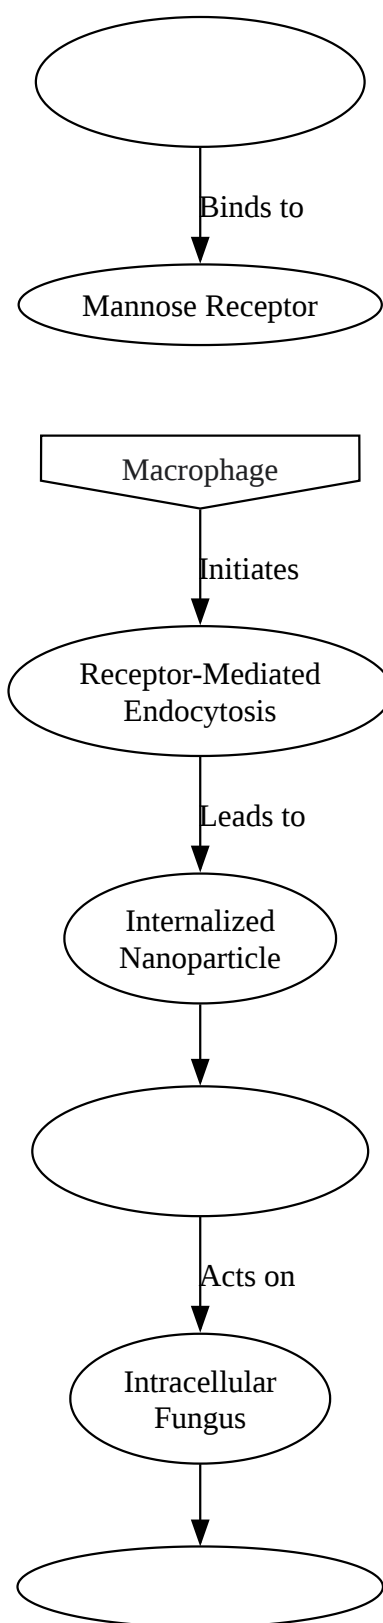 Binds to
Mannose Receptor
Macrophage
Initiates
Receptor-Mediated
Endocytosis
Leads to
Internalized
Nanoparticle
Acts on
Intracellular
Fungus